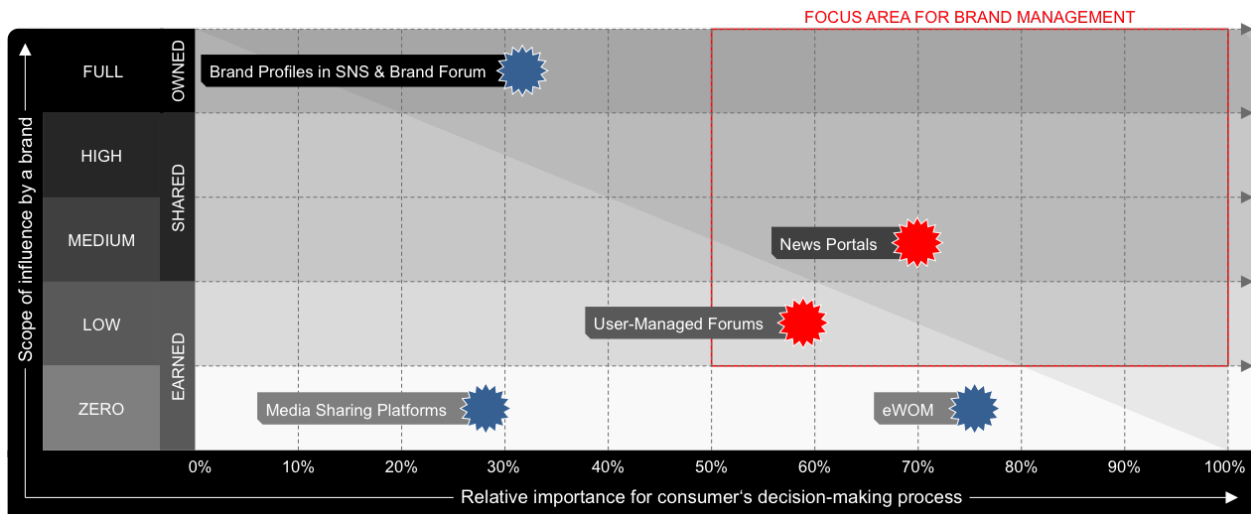 FOCUS AREA FOR BRAND MANAGEMENT
Scope of influence by a brand
FULL
HIGH
MEDIUM
LOW
ZERO
OWNED
SHARED
EARNED
Brand Profiles in SNS & Brand Forum
News Portals
User-Managed Forums
Media Sharing Platforms
eWOM
0% 10% 20% 30% 40% 50% 60% 70% 80% 90% 100%
Relative importance for consumer‘s decision-making process